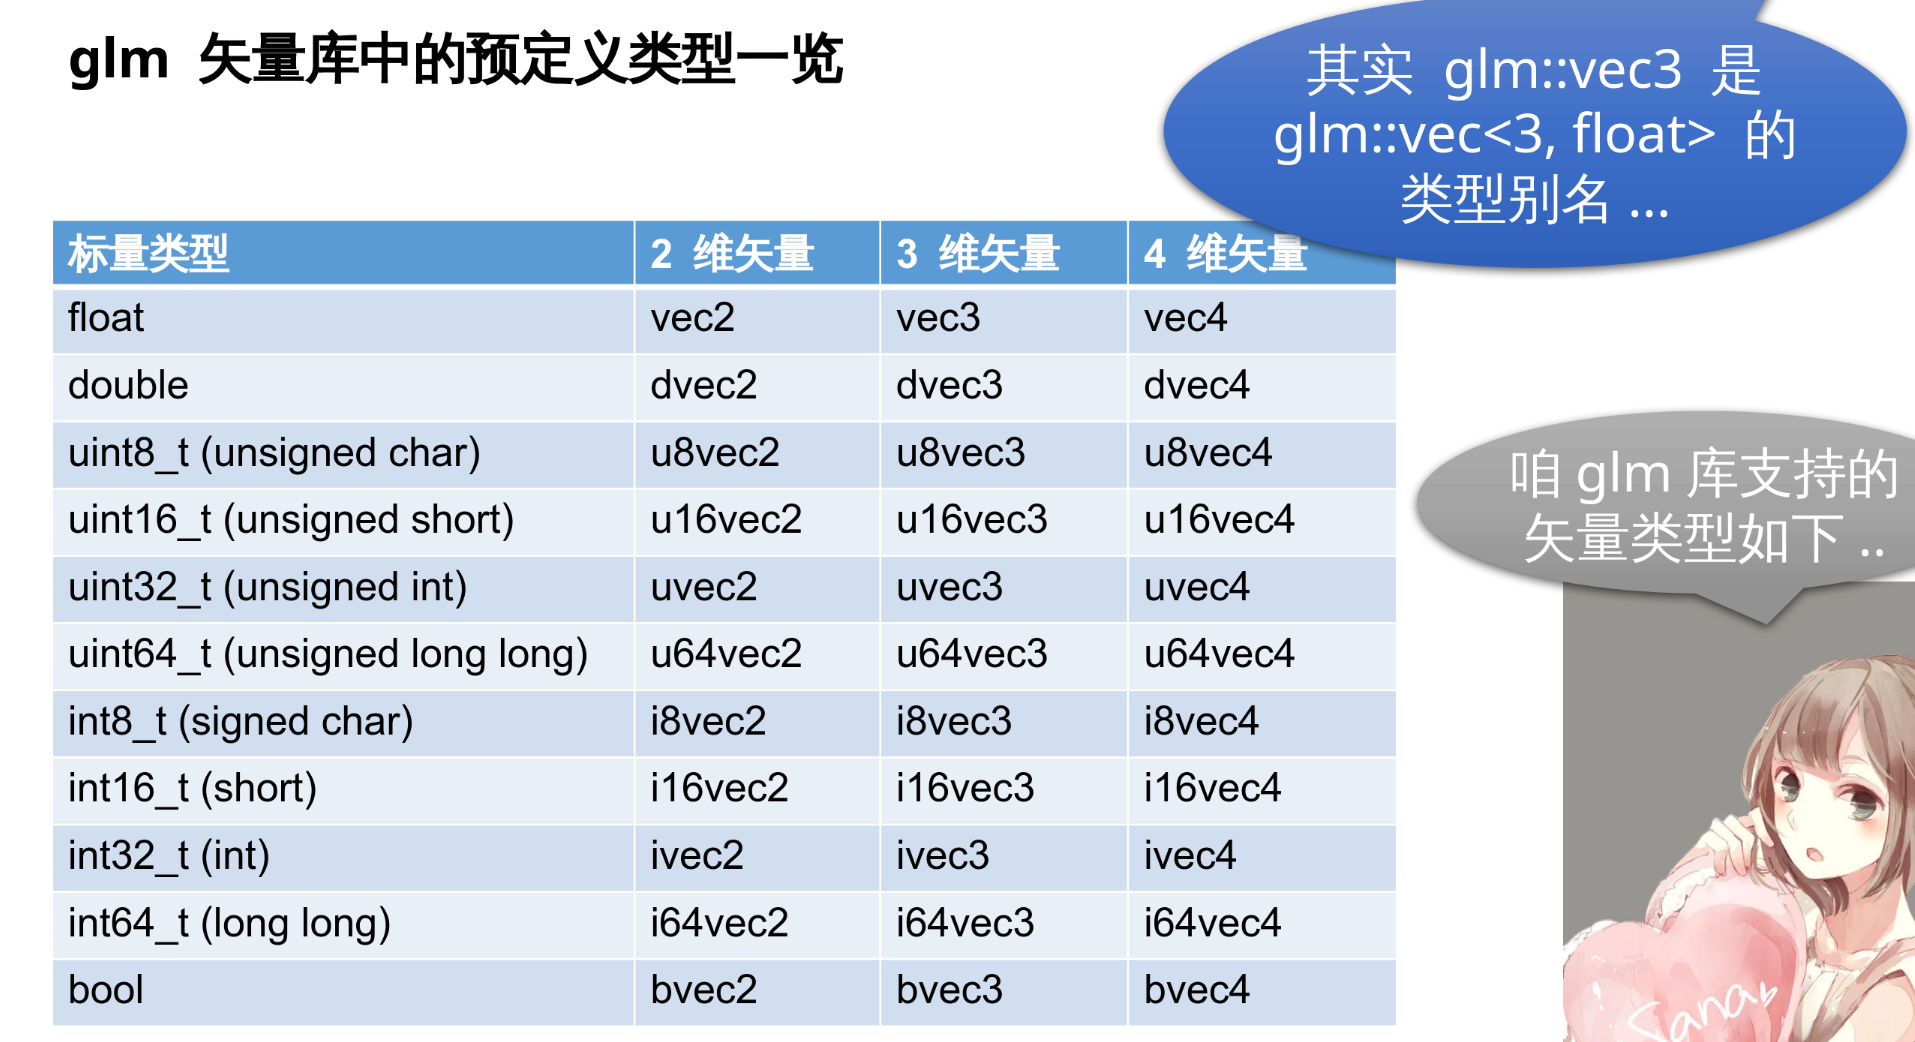 glm 矢量库中的预定义类型一览
其实 glm::vec3 是
glm::vec<3, float> 的
类型别名 ...
标量类型 2 维矢量 3 维矢量 4 维矢量
float vec2 vec3 vec4
double dvec2 dvec3 dvec4
uint8_t (unsigned char) u8vec2 u8vec3 u8vec4
uint16_t (unsigned short) u16vec2 u16vec3 u16vec4
uint32_t (unsigned int) uvec2 uvec3 uvec4
uint64_t (unsigned long long) u64vec2 u64vec3 u64vec4
int8_t (signed char) i8vec2 i8vec3 i8vec4
int16_t (short) i16vec2 i16vec3 i16vec4
int32_t (int) ivec2 ivec3 ivec4
int64_t (long long) i64vec2 i64vec3 i64vec4
bool bvec2 bvec3 bvec4
咱 glm 库支持的
矢量类型如下 ..
Sana